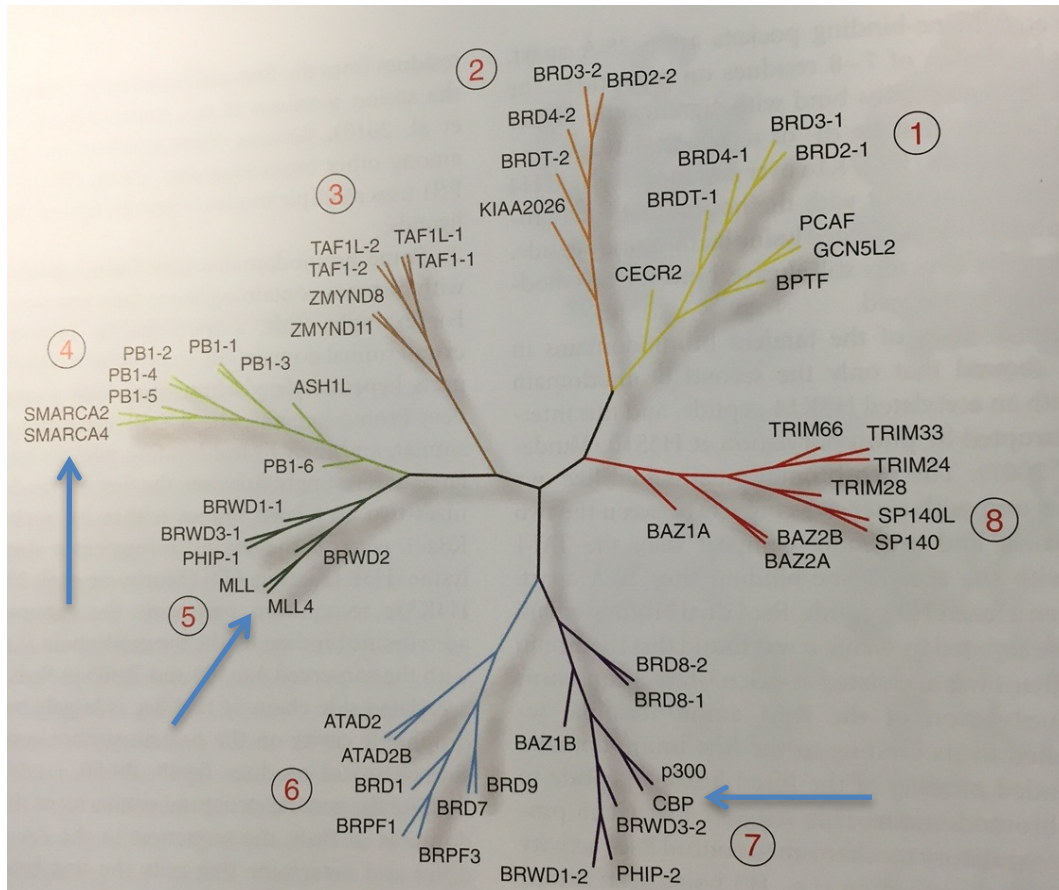 2
BRD3-2
BRD2-2
BRD4-2
BRDT-2
KIAA2026
1
BRD3-1
BRD2-1
BRD4-1
BRDT-1
PCAF
GCN5L2
BPTF
CECR2
3
TAF1L-2
TAF1L-1
TAF1-2
TAF1-1
ZMYND8
ZMYND11
4
PB1-2
PB1-1
PB1-4
PB1-3
PB1-5
ASH1L
SMARCA2
SMARCA4
PB1-6
BRWD1-1
BRWD3-1
PHIP-1
BRWD2
MLL
MLL4
5
TRIM66
TRIM33
TRIM24
TRIM28
SP140L
SP140
BAZ1A
BAZ2B
BAZ2A
8
ATAD2
ATAD2B
BRD1
BRD7
BRD9
BRPF1
BRPF3
6
BRD8-2
BRD8-1
BAZ1B
p300
CBP
BRWD3-2
BRWD1-2
PHIP-2
7